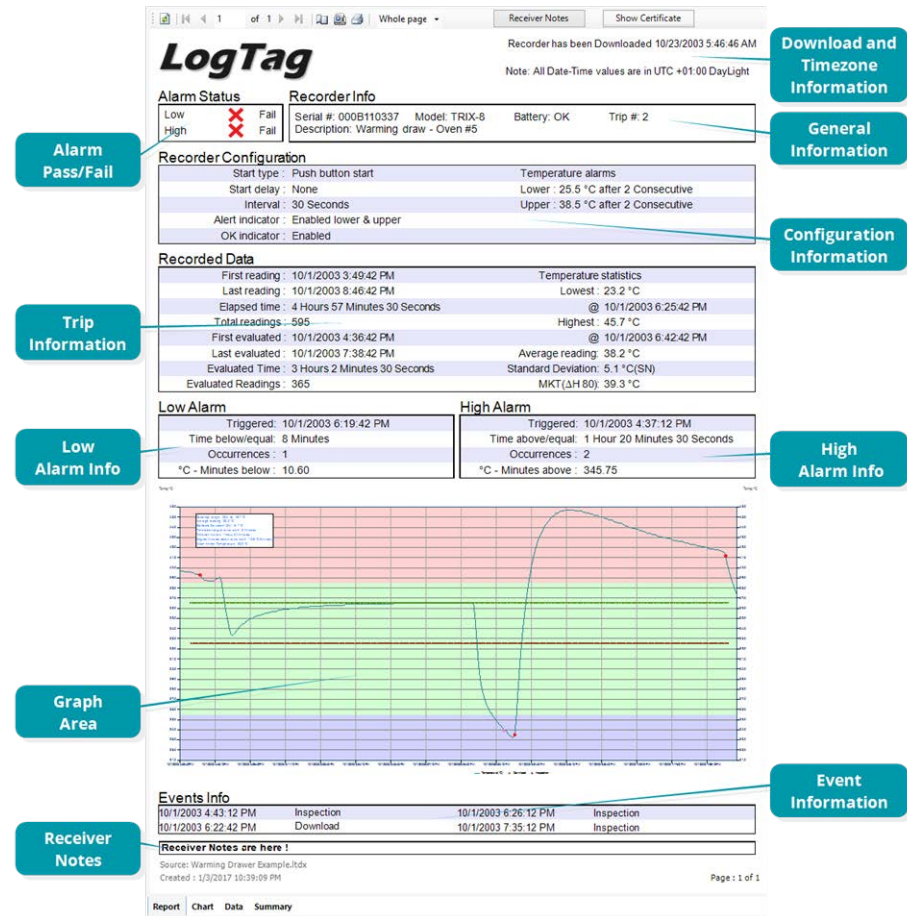 1 of 1 Whole page Receiver Notes Show Certificate
LogTag
Recorder has been Downloaded 10/23/2003 5:46:46 AM
Note: All Date-Time values are in UTC +01:00 DayLight
Download and
Timezone
Information
Alarm Status
Low Fail
High Fail
Recorder Info
Serial #: 000B110337 Model: TRIX-8 Battery: OK Trip #: 2
Description: Warming draw - Oven #5
General
Information
Alarm
Pass/Fail
Recorder Configuration
Start type : Push button start Temperature alarms
Start delay : None Lower : 25.5 °C after 2 Consecutive
Interval : 30 Seconds Upper : 38.5 °C after 2 Consecutive
Alert indicator : Enabled lower & upper
OK indicator : Enabled
Configuration
Information
Recorded Data
First reading : 10/1/2003 3:49:42 PM Temperature statistics
Last reading : 10/1/2003 8:46:42 PM Lowest : 23.2 °C
Elapsed time : 4 Hours 57 Minutes 30 Seconds @ 10/1/2003 6:25:42 PM
Total readings : 595 Highest : 45.7 °C
First evaluated : 10/1/2003 4:36:42 PM @ 10/1/2003 6:42:42 PM
Last evaluated : 10/1/2003 7:38:42 PM Average reading: 38.2 °C
Evaluated Time : 3 Hours 2 Minutes 30 Seconds Standard Deviation: 5.1 °C(SN)
Evaluated Readings : 365 MKT(ΔH 80): 39.3 °C
Trip
Information
Low Alarm
Triggered: 10/1/2003 6:19:42 PM
Time below/equal: 8 Minutes
Occurrences : 1
°C - Minutes below : 10.60
Low
Alarm Info
High Alarm
Triggered: 10/1/2003 4:37:12 PM
Time above/equal: 1 Hour 20 Minutes 30 Seconds
Occurrences : 2
°C - Minutes above : 345.75
High
Alarm Info
Graph
Area
Events Info
10/1/2003 4:43:12 PM Inspection 10/1/2003 6:26:12 PM Inspection
10/1/2003 6:22:42 PM Download 10/1/2003 7:35:12 PM Inspection
Event
Information
Receiver Notes are here !
Receiver
Notes
Source: Warming Drawer Example.ltdx
Created : 1/3/2017 10:39:09 PM
Page : 1 of 1
Report Chart Data Summary